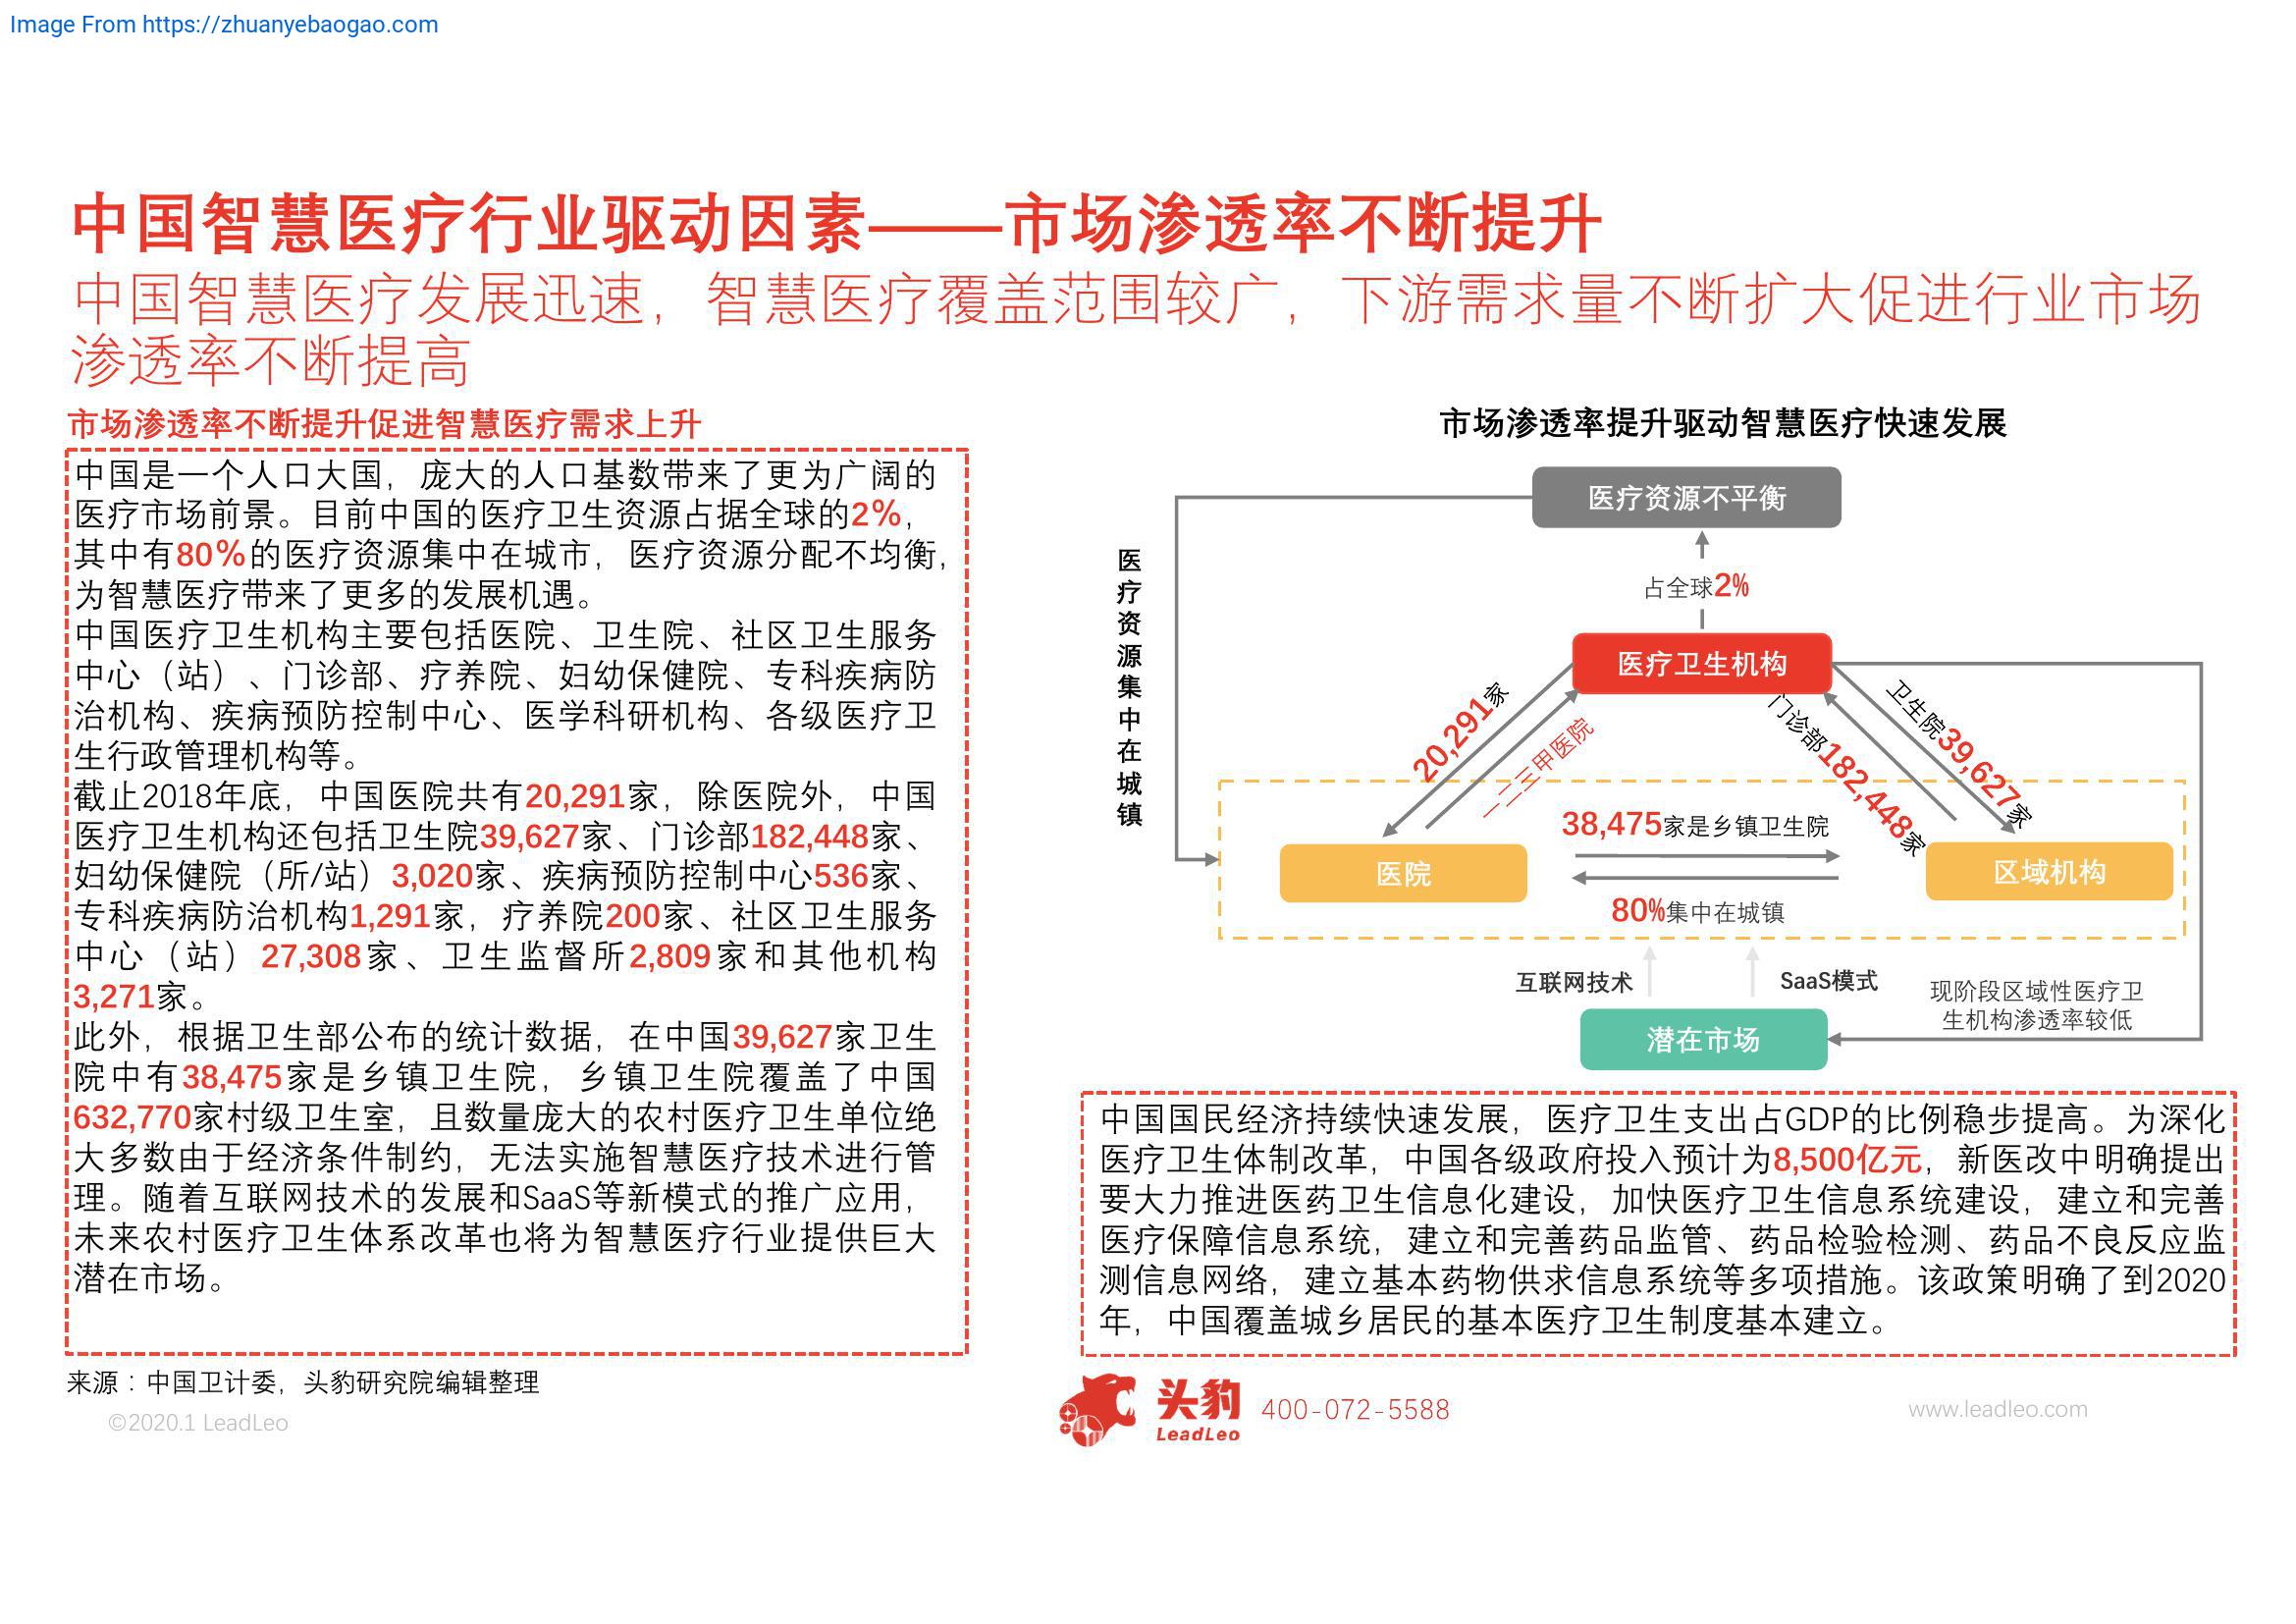 Image From https://zhuanyebaogao.com
中国智慧医疗行业驱动因素——市场渗透率不断提升
中国智慧医疗发展迅速，智慧医疗覆盖范围较广，下游需求量不断扩大促进行业市场
渗透率不断提高
市场渗透率不断提升促进智慧医疗需求上升
中国是一个人口大国，庞大的人口基数带来了更为广阔的
医疗市场前景。目前中国的医疗卫生资源占据全球的2%，
其中有80%的医疗资源集中在城市，医疗资源分配不均衡，
为智慧医疗带来了更多的发展机遇。
中国医疗卫生机构主要包括医院、卫生院、社区卫生服务
中心（站）、门诊部、疗养院、妇幼保健院、专科疾病防
治机构、疾病预防控制中心、医学科研机构、各级医疗卫
生行政管理机构等。
截止2018年底，中国医院共有20,291家，除医院外，中国
医疗卫生机构还包括卫生院39,627家、门诊部182,448家、
妇幼保健院（所/站）3,020家、疾病预防控制中心536家、
专科疾病防治机构1,291家，疗养院200家、社区卫生服务
中心（站）27,308家、卫生监督所2,809家和其他机构
3,271家。
此外，根据卫生部公布的统计数据，在中国39,627家卫生
院中有38,475家是乡镇卫生院，乡镇卫生院覆盖了中国
632,770家村级卫生室，且数量庞大的农村医疗卫生单位绝
大多数由于经济条件制约，无法实施智慧医疗技术进行管
理。随着互联网技术的发展和SaaS等新模式的推广应用，
未来农村医疗卫生体系改革也将为智慧医疗行业提供巨大
潜在市场。
市场渗透率提升驱动智慧医疗快速发展
医疗资源不平衡
医疗资源集中在城镇
占全球2%
医疗卫生机构
20,291家
一二三甲医院
门诊部182,448家
卫生院39,627家
38,475家是乡镇卫生院
医院
区域机构
80%集中在城镇
互联网技术
SaaS模式
现阶段区域性医疗卫
生机构渗透率较低
潜在市场
中国国民经济持续快速发展，医疗卫生支出占GDP的比例稳步提高。为深化
医疗卫生体制改革，中国各级政府投入预计为8,500亿元，新医改中明确提出
要大力推进医药卫生信息化建设，加快医疗卫生信息系统建设，建立和完善
医疗保障信息系统，建立和完善药品监管、药品检验检测、药品不良反应监
测信息网络，建立基本药物供求信息系统等多项措施。该政策明确了到2020
年，中国覆盖城乡居民的基本医疗卫生制度基本建立。
来源：中国卫计委，头豹研究院编辑整理
©2020.1 LeadLeo
头豹
LeadLeo
400-072-5588
www.leadleo.com